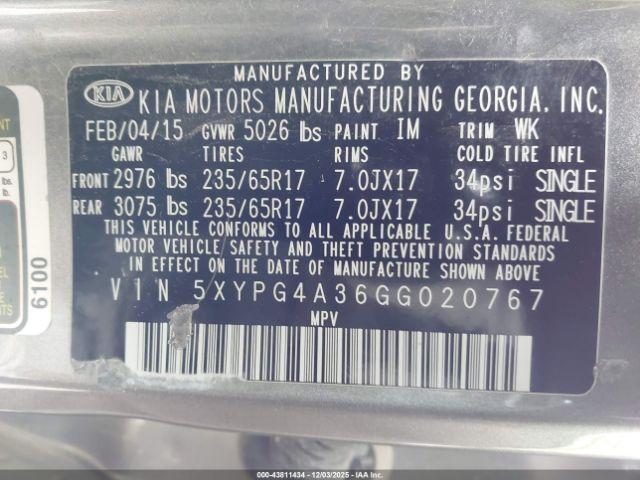 MANUFACTURED BY
KIA KIA MOTORS MANUFACTURING GEORGIA, INC.
FEB/04/15 GVWR 5026 lbs PAINT IM TRIM WK
GAWR TIRES RIMS COLD TIRE INFL
FRONT 2976 lbs 235/65R17 7.0JX17 34psi SINGLE
REAR 3075 lbs 235/65R17 7.0JX17 34psi SINGLE
THIS VEHICLE CONFORMS TO ALL APPLICABLE U.S.A. FEDERAL
MOTOR VEHICLE/SAFETY AND THEFT PREVENTION STANDARDS
IN EFFECT ON THE DATE OF MANUFACTURE SHOWN ABOVE.
VIN 5XYPG4A36GG020767
MPV
3
lbs.
lb.
6100
000-43811434 | 12/03/2025 | IAA Inc.